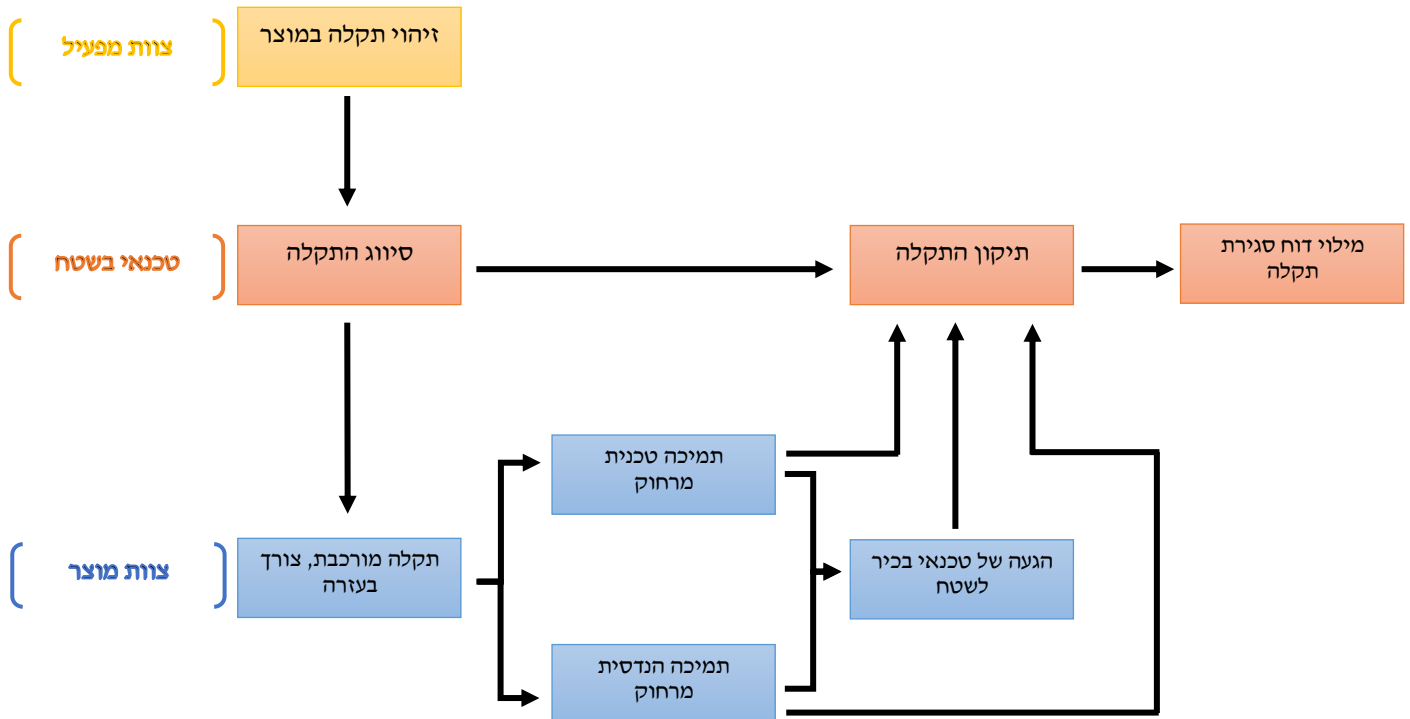 צוות מפעיל
זיהוי תקלה במוצר
טכנאי בשטח
סיווג התקלה
תיקון התקלה
מילוי דוח סגירת
תקלה
תמיכה טכנית
מרחוק
צוות מוצר
תקלה מורכבת, צורך
בעזרה
הגעה של טכנאי בכיר
לשטח
תמיכה הנדסית
מרחוק